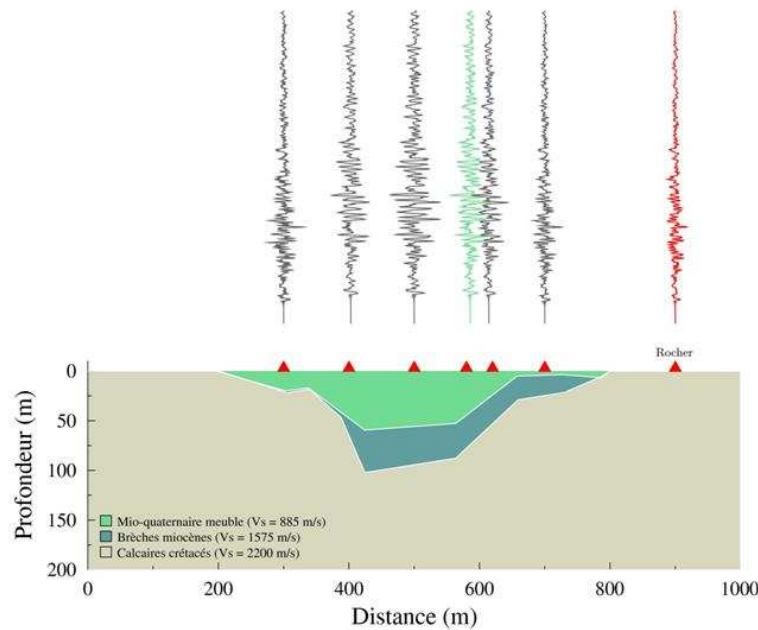 Rocher
0
50
100
150
200
Profondeur (m)
Mio-quaternaire meuble (Vs = 885 m/s)
Brèches miocènes (Vs = 1575 m/s)
Calcaires crétacés (Vs = 2200 m/s)
0 200 400 600 800 1000
Distance (m)